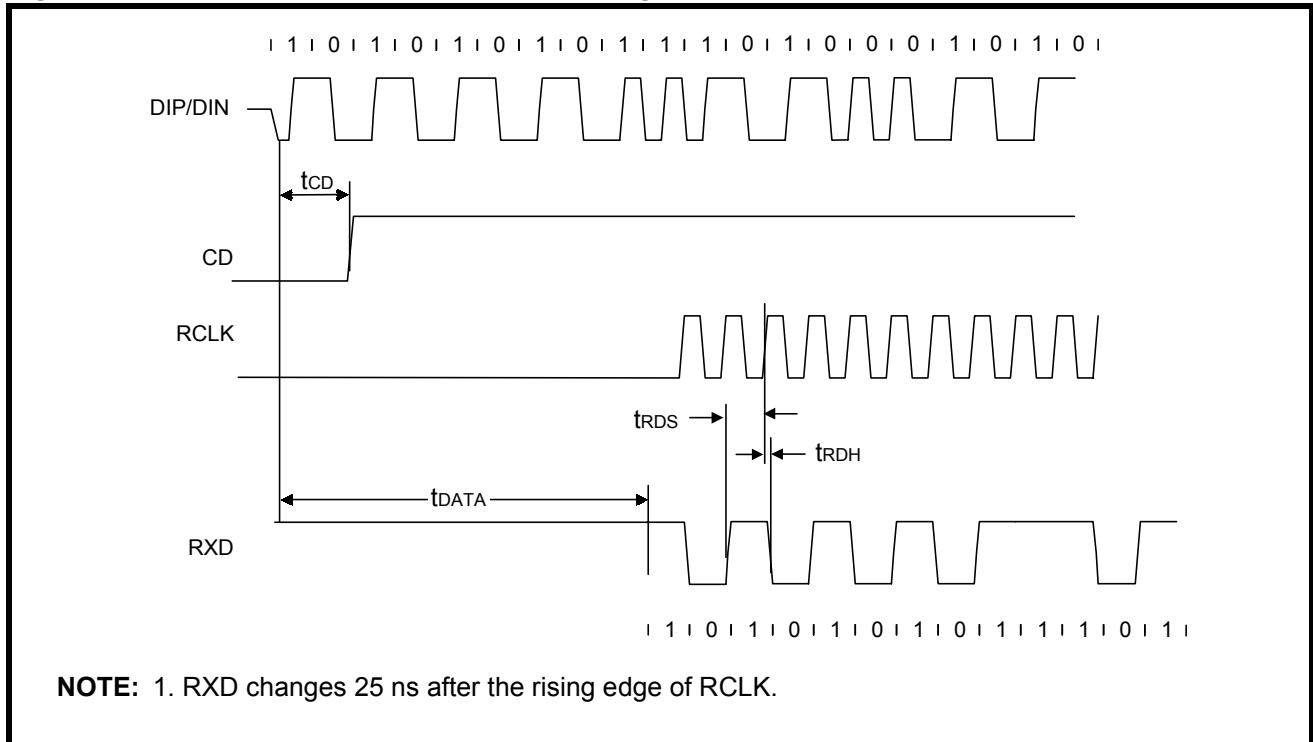 ı 1 ı 0 ı 1 ı 0 ı 1 ı 0 ı 1 ı 0 ı 1 ı 1 ı 1 ı 0 ı 1 ı 0 ı 0 ı 0 ı 1 ı 0 ı 1 ı 0 ı
DIP/DIN
tCD
CD
RCLK
tRDS
tRDH
tDATA
RXD
ı 1 ı 0 ı 1 ı 0 ı 1 ı 0 ı 1 ı 0 ı 1 ı 1 ı 1 ı 0 ı 1 ı
NOTE: 1. RXD changes 25 ns after the rising edge of RCLK.